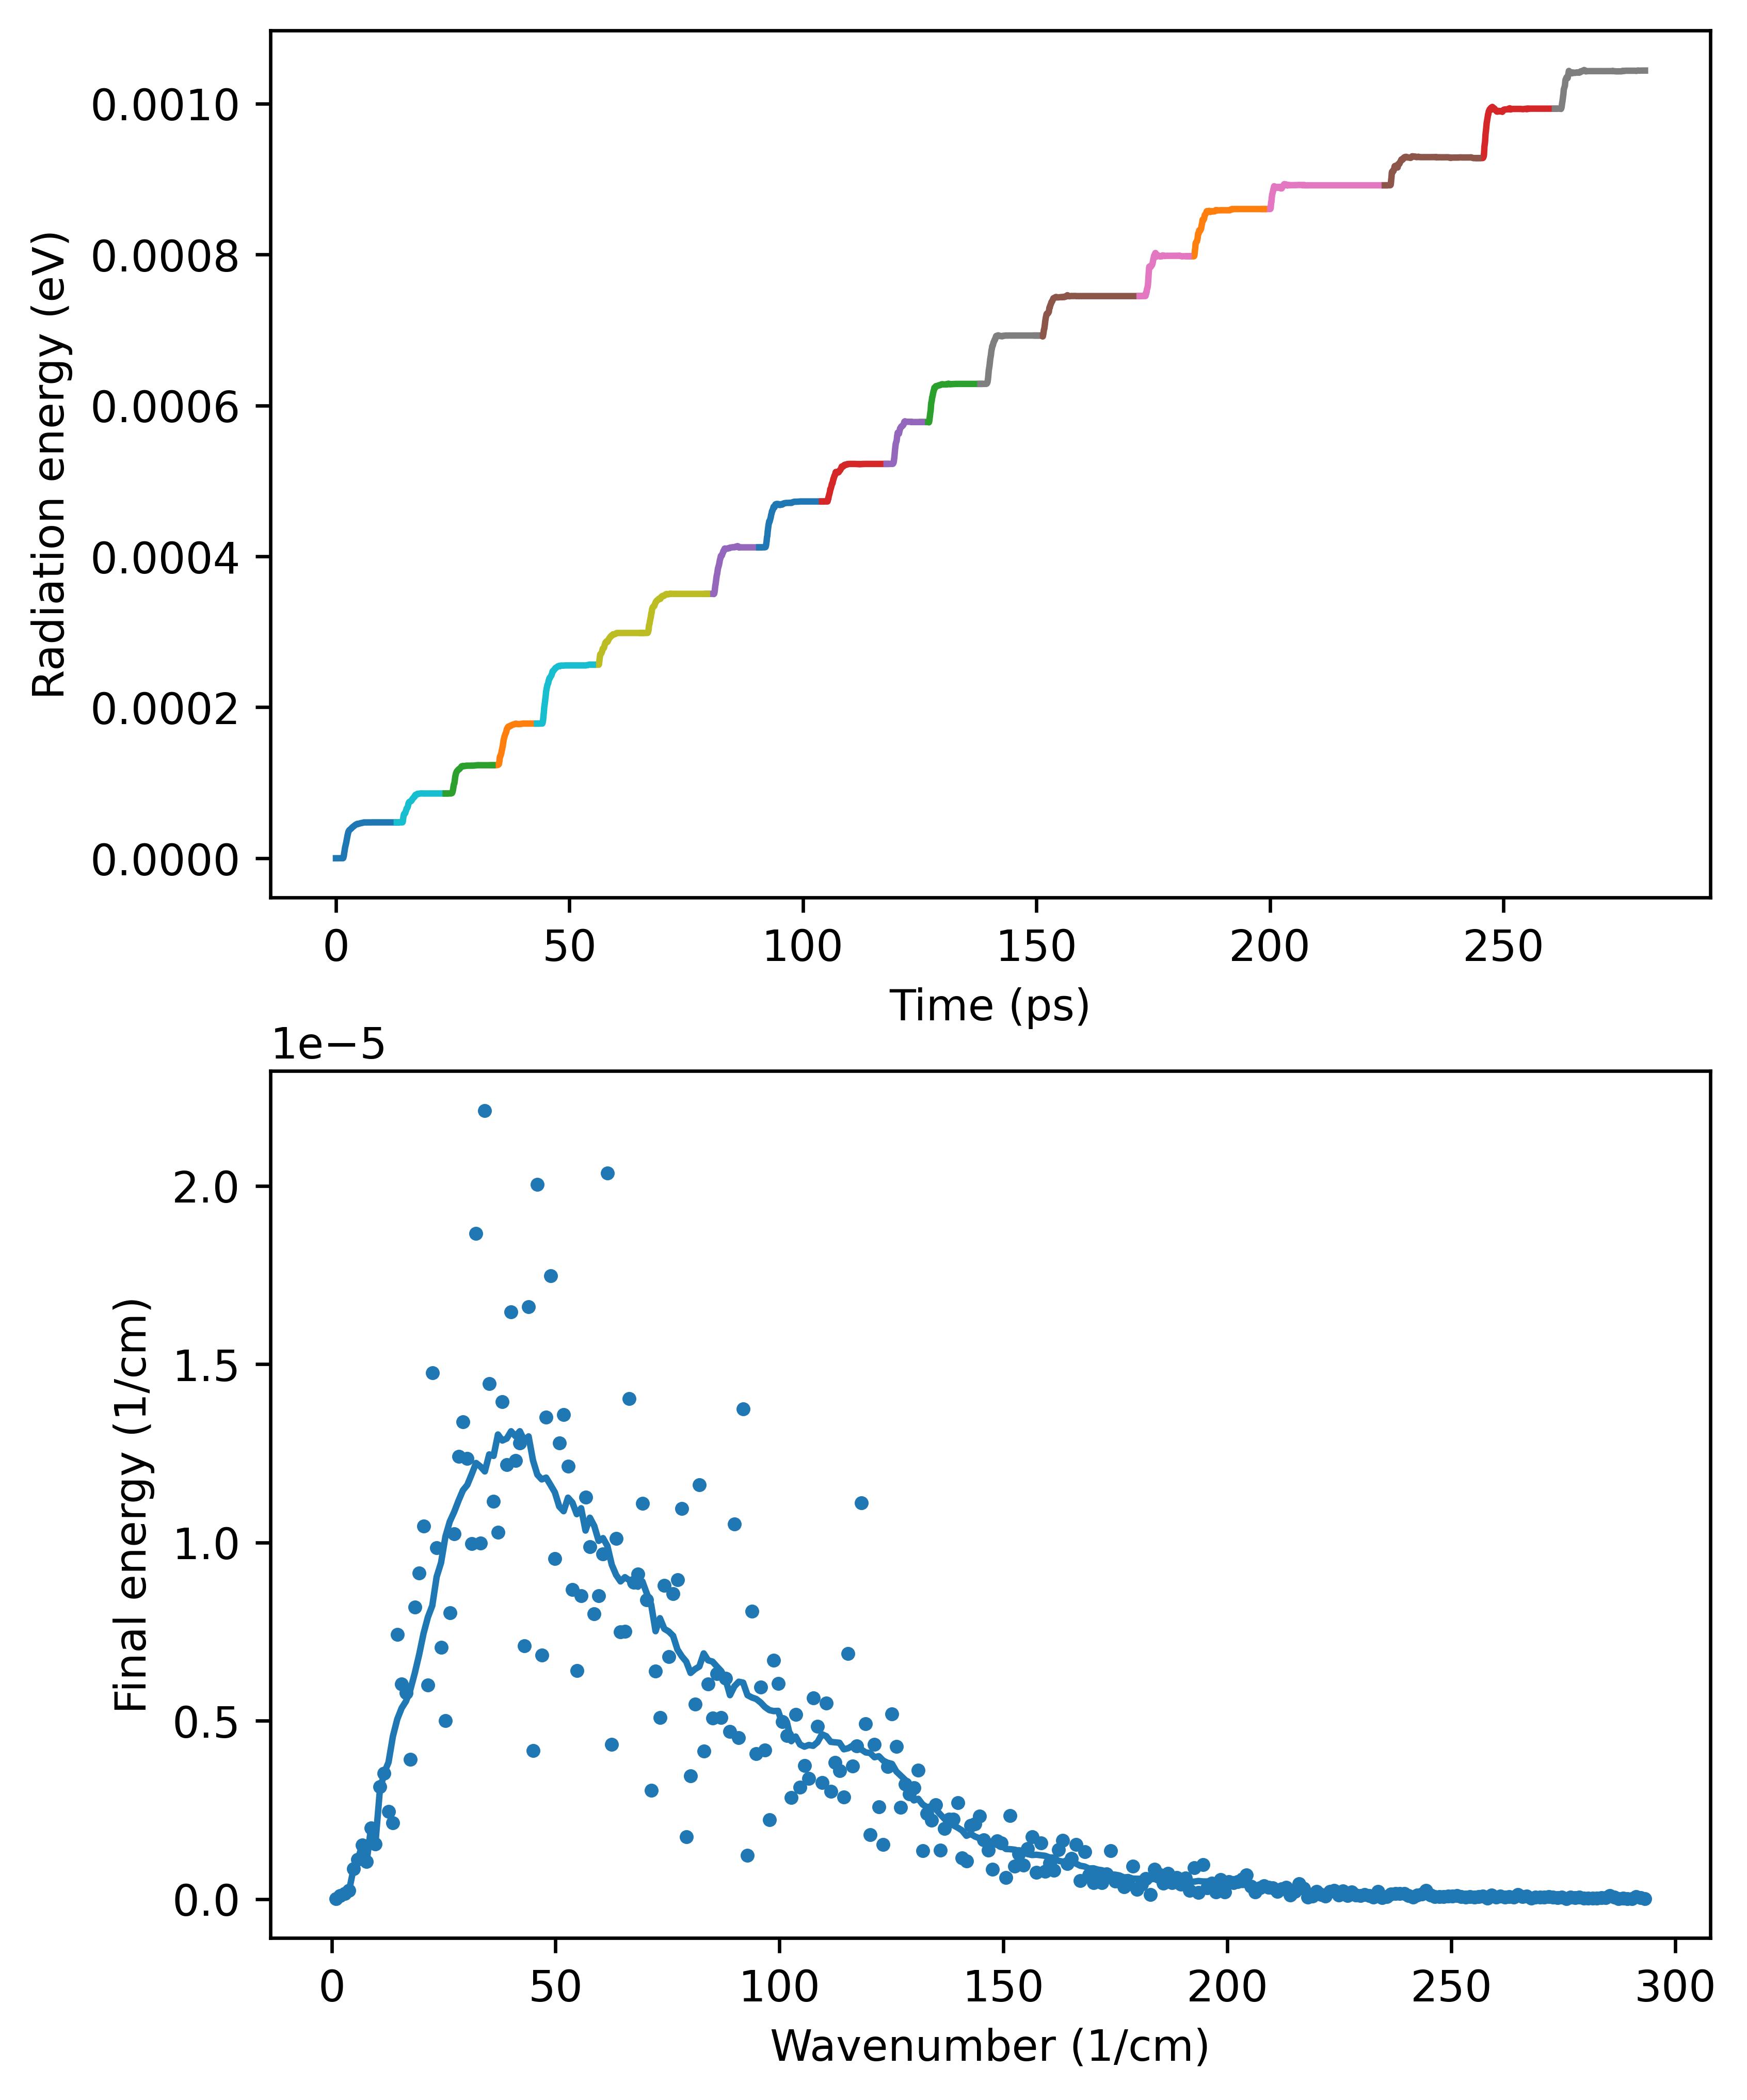 0.0010
0.0008
0.0006
0.0004
0.0002
0.0000
Radiation energy (eV)
0 50 100 150 200 250
Time (ps)
1e−5
2.0
1.5
1.0
0.5
0.0
Final energy (1/cm)
0 50 100 150 200 250 300
Wavenumber (1/cm)